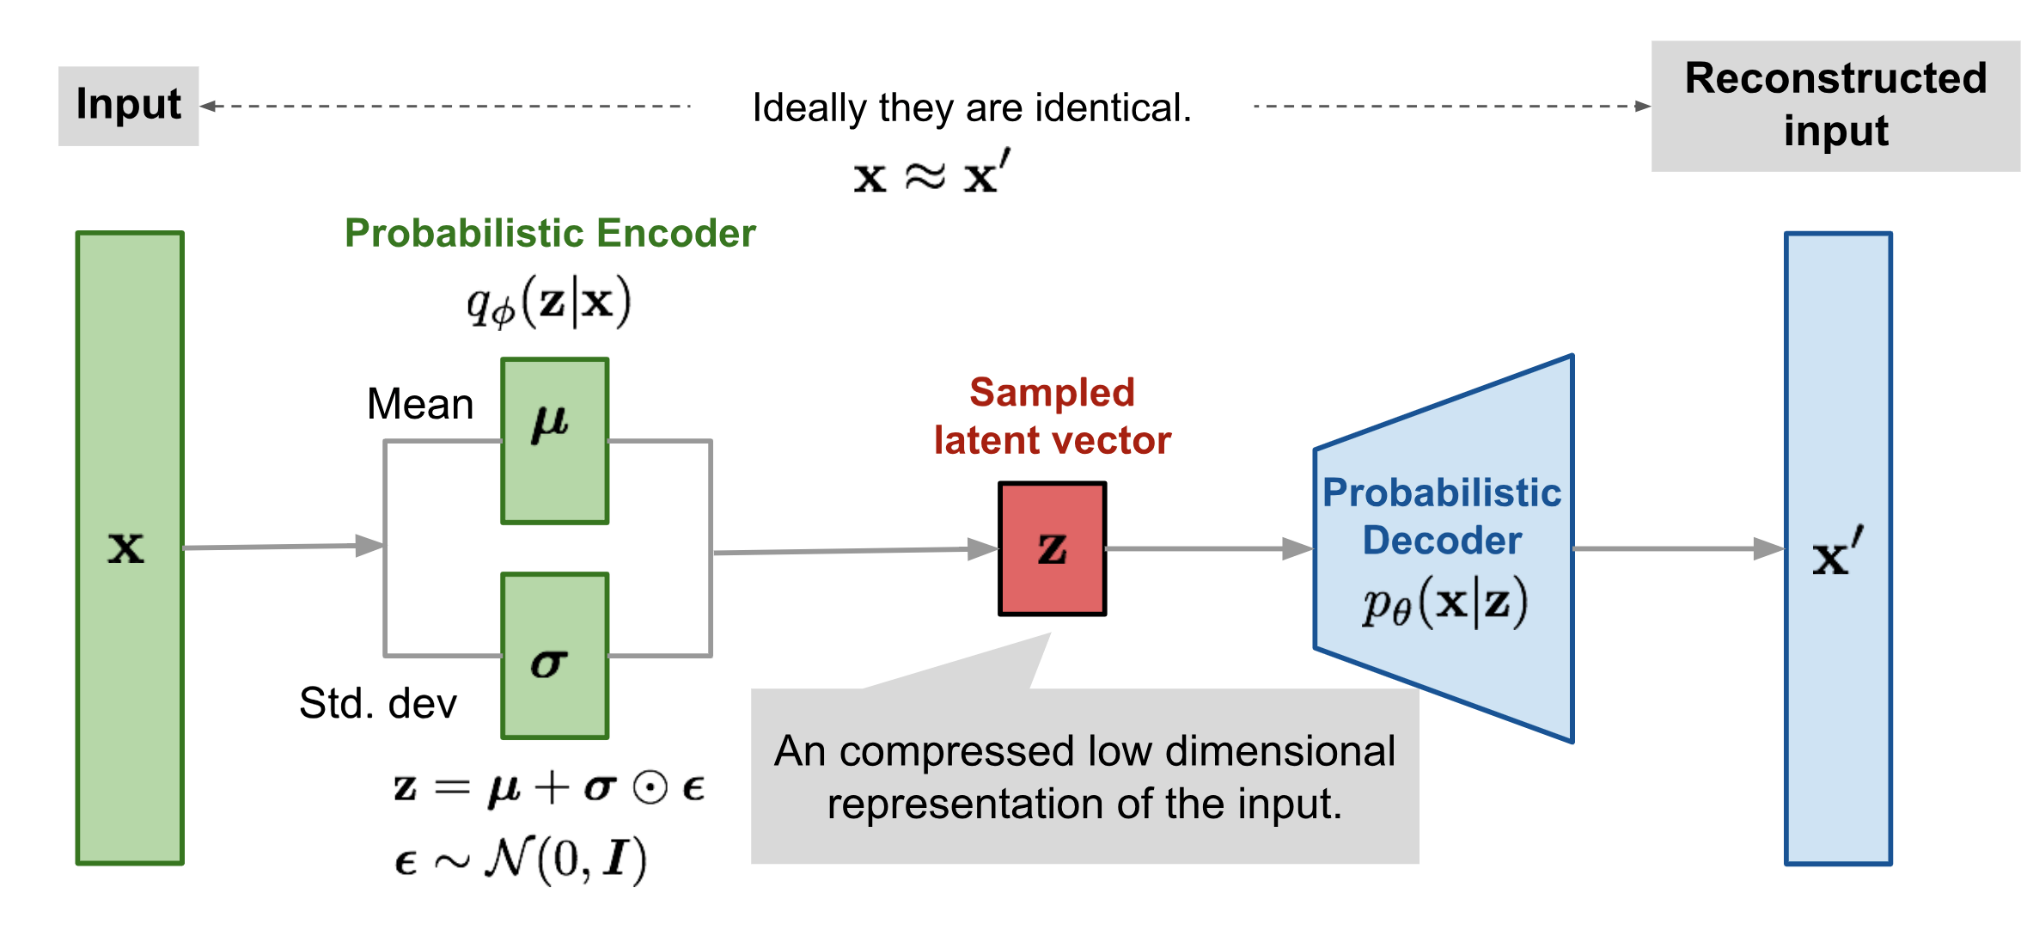 Input
Ideally they are identical.
x ≈ x′
Reconstructed
input
Probabilistic Encoder
qϕ(z|x)
Mean
μ
x
σ
Std. dev
z = μ + σ ⊙ ϵ
ϵ ∼ 𝒩(0, I)
Sampled
latent vector
z
An compressed low dimensional
representation of the input.
Probabilistic
Decoder
pθ(x|z)
x′